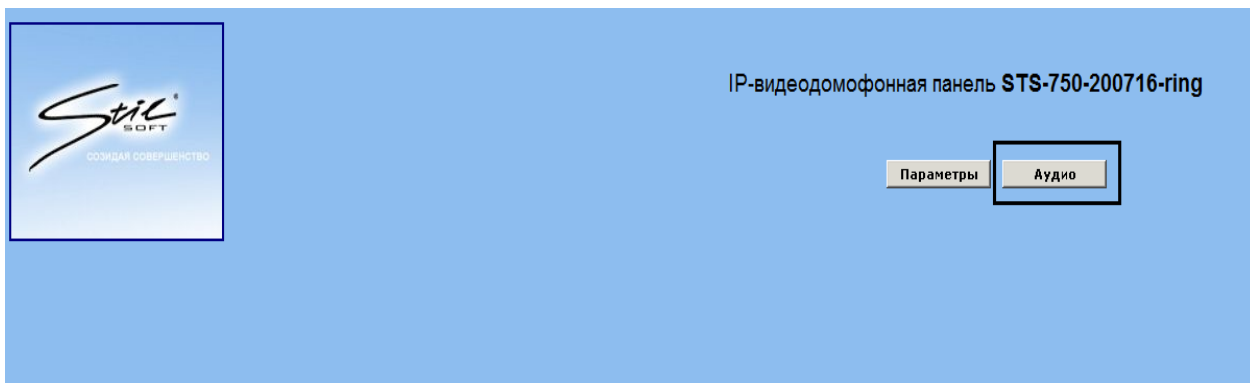 Stil®
SOFT
СОЗИДАЯ СОВЕРШЕНСТВО
IP-видеодомофонная панель STS-750-200716-ring
Параметры
Аудио